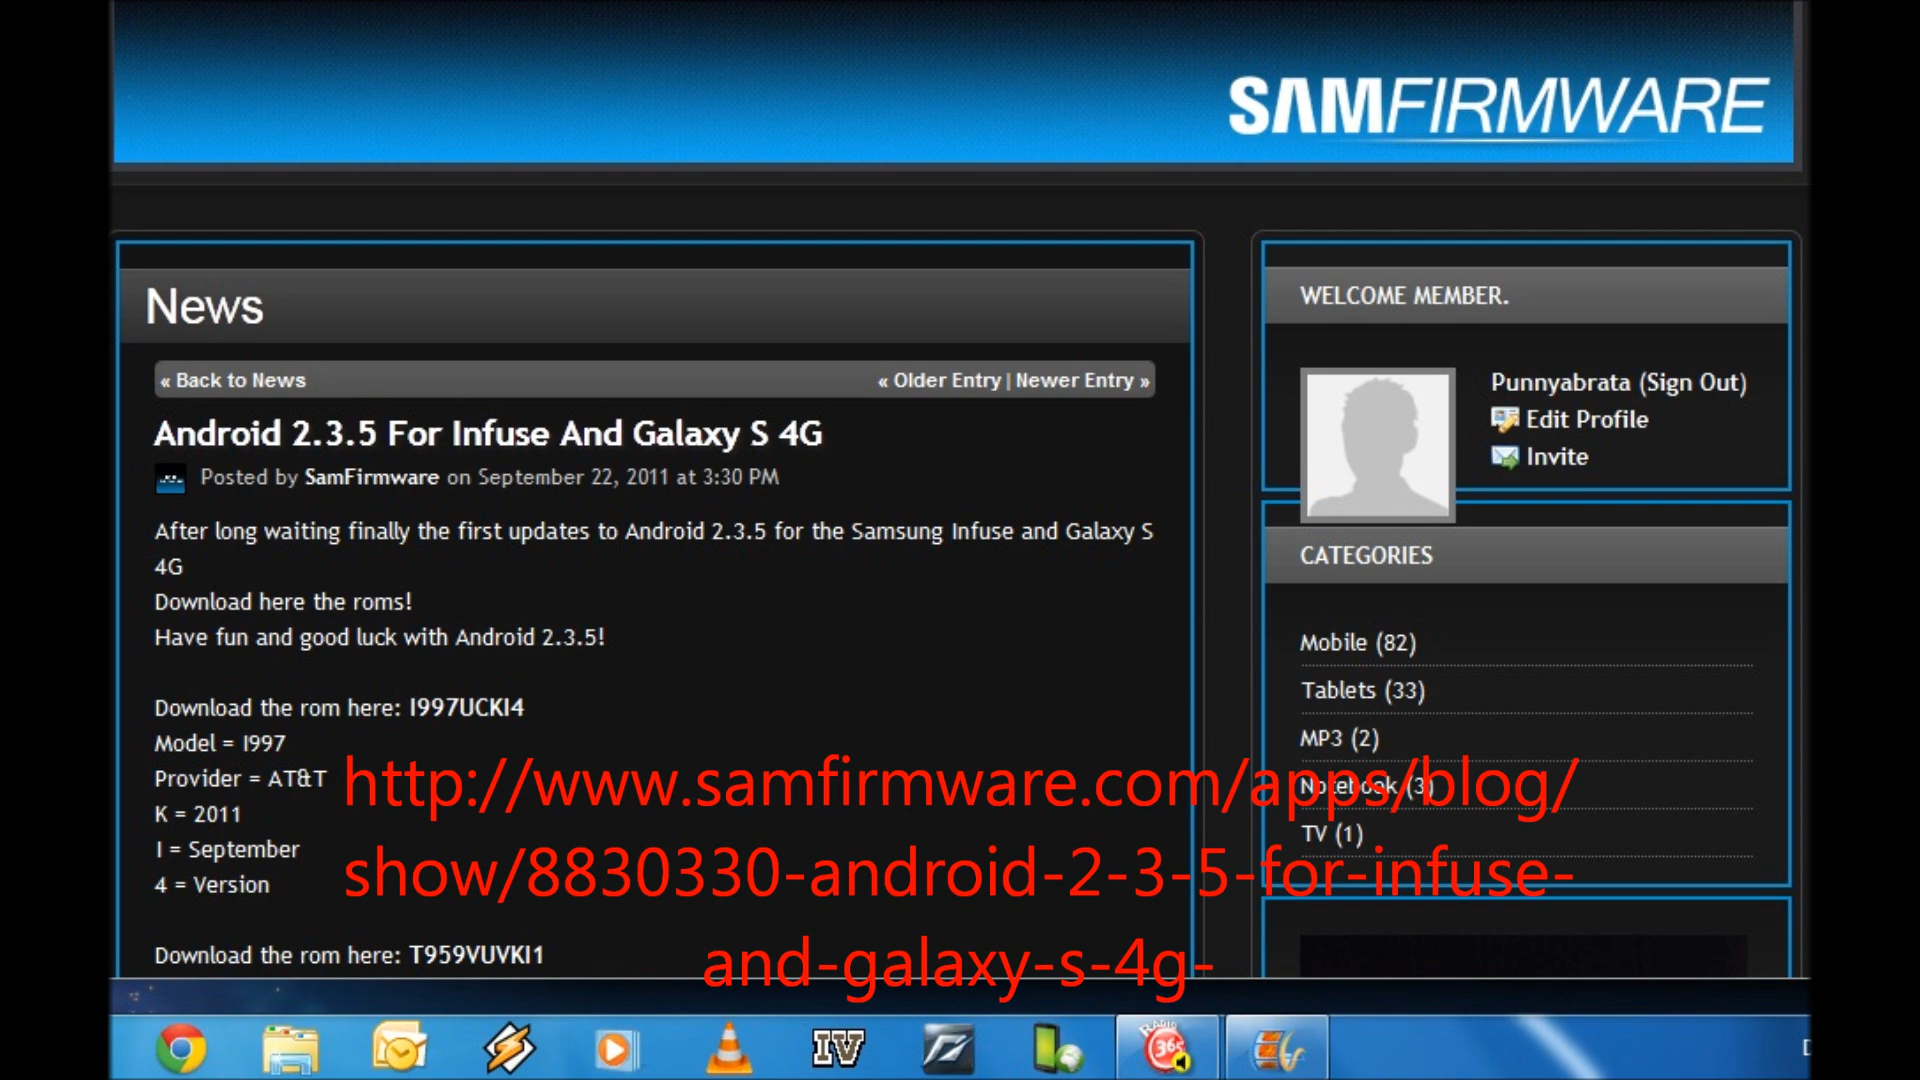 SAMFIRMWARE
News
« Back to News
« Older Entry | Newer Entry »
Android 2.3.5 For Infuse And Galaxy S 4G
Posted by SamFirmware on September 22, 2011 at 3:30 PM
After long waiting finally the first updates to Android 2.3.5 for the Samsung Infuse and Galaxy S
4G
Download here the roms!
Have fun and good luck with Android 2.3.5!
Download the rom here: I997UCKI4
Model = I997
Provider = AT&T
K = 2011
I = September
4 = Version
Download the rom here: T959VUVKI1
WELCOME MEMBER.
Punnyabrata (Sign Out)
Edit Profile
Invite
CATEGORIES
Mobile (82)
Tablets (33)
MP3 (2)
Notebook (3)
TV (1)
http://www.samfirmware.com/apps/blog/
show/8830330-android-2-3-5-for-infuse-
and-galaxy-s-4g-
IV
RADIO
365